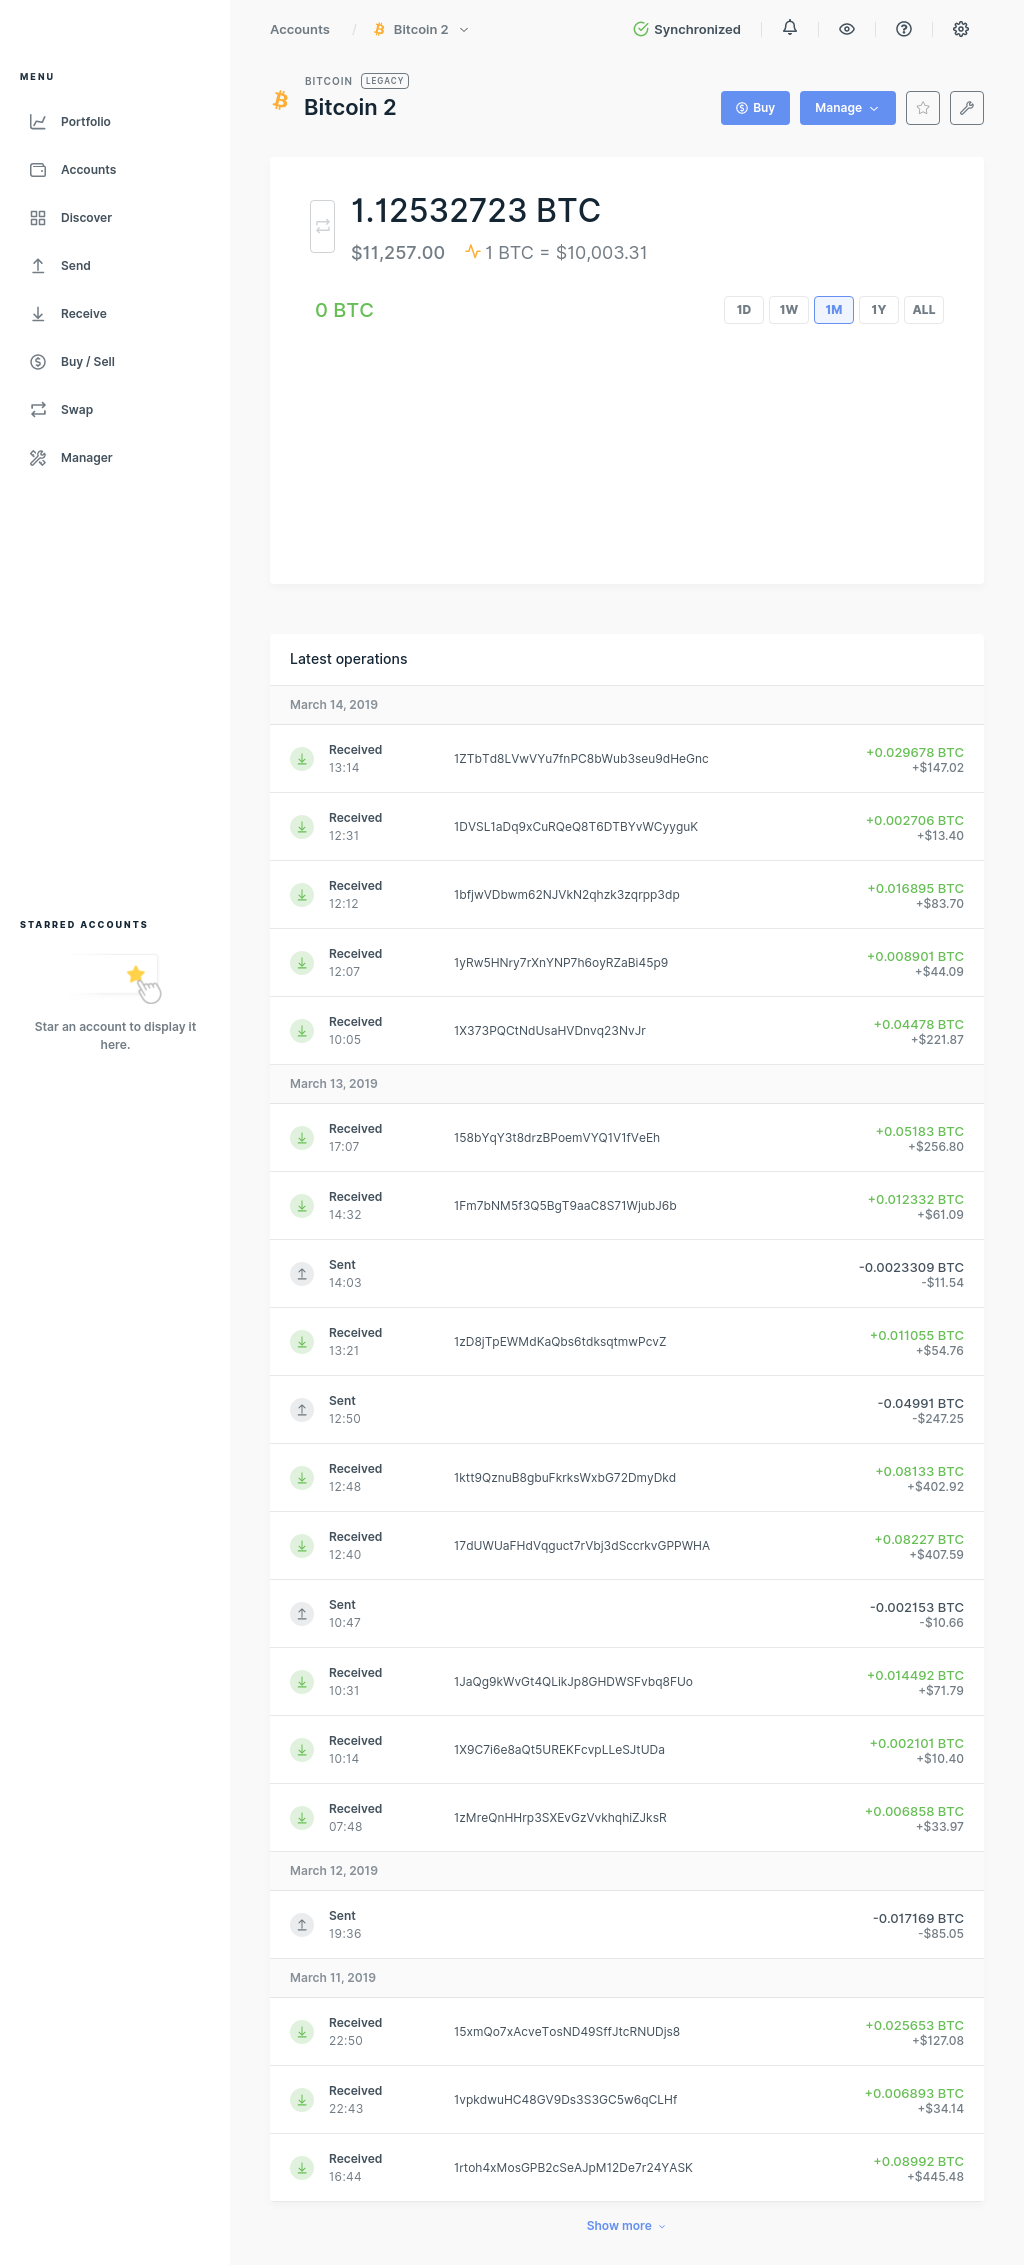 Accounts / Bitcoin 2
Synchronized
MENU
Portfolio
Accounts
Discover
Send
Receive
Buy / Sell
Swap
Manager
STARRED ACCOUNTS
Star an account to display it
here.
BITCOIN LEGACY
Bitcoin 2
Buy
Manage
1.12532723 BTC
$11,257.00 1 BTC = $10,003.31
0 BTC
1D 1W 1M 1Y ALL
Latest operations
March 14, 2019
Received
13:14
1ZTbTd8LVwVYu7fnPC8bWub3seu9dHeGnc
+0.029678 BTC
+$147.02
Received
12:31
1DVSL1aDq9xCuRQeQ8T6DTBYvWCyyguK
+0.002706 BTC
+$13.40
Received
12:12
1bfjwVDbwm62NJVkN2qhzk3zqrpp3dp
+0.016895 BTC
+$83.70
Received
12:07
1yRw5HNry7rXnYNP7h6oyRZaBi45p9
+0.008901 BTC
+$44.09
Received
10:05
1X373PQCtNdUsaHVDnvq23NvJr
+0.04478 BTC
+$221.87
March 13, 2019
Received
17:07
158bYqY3t8drzBPoemVYQ1V1fVeEh
+0.05183 BTC
+$256.80
Received
14:32
1Fm7bNM5f3Q5BgT9aaC8S71WjubJ6b
+0.012332 BTC
+$61.09
Sent
14:03
-0.0023309 BTC
-$11.54
Received
13:21
1zD8jTpEWMdKaQbs6tdksqtmwPcvZ
+0.011055 BTC
+$54.76
Sent
12:50
-0.04991 BTC
-$247.25
Received
12:48
1ktt9QznuB8gbuFkrksWxbG72DmyDkd
+0.08133 BTC
+$402.92
Received
12:40
17dUWUaFHdVqguct7rVbj3dSccrkvGPPWHA
+0.08227 BTC
+$407.59
Sent
10:47
-0.002153 BTC
-$10.66
Received
10:31
1JaQg9kWvGt4QLikJp8GHDWSFvbq8FUo
+0.014492 BTC
+$71.79
Received
10:14
1X9C7i6e8aQt5UREKFcvpLLeSJtUDa
+0.002101 BTC
+$10.40
Received
07:48
1zMreQnHHrp3SXEvGzVvkhqhiZJksR
+0.006858 BTC
+$33.97
March 12, 2019
Sent
19:36
-0.017169 BTC
-$85.05
March 11, 2019
Received
22:50
15xmQo7xAcveTosND49SffJtcRNUDjs8
+0.025653 BTC
+$127.08
Received
22:43
1vpkdwuHC48GV9Ds3S3GC5w6qCLHf
+0.006893 BTC
+$34.14
Received
16:44
1rtoh4xMosGPB2cSeAJpM12De7r24YASK
+0.08992 BTC
+$445.48
Show more